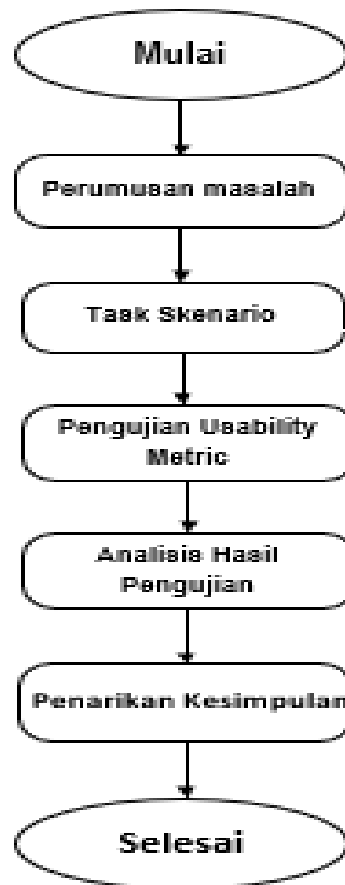 Mulai
Perumusan masalah
Task Skenario
Pengujian Usability
Metric
Analisis Hasil
Pengujian
Penarikan Kesimpulan
Selesai